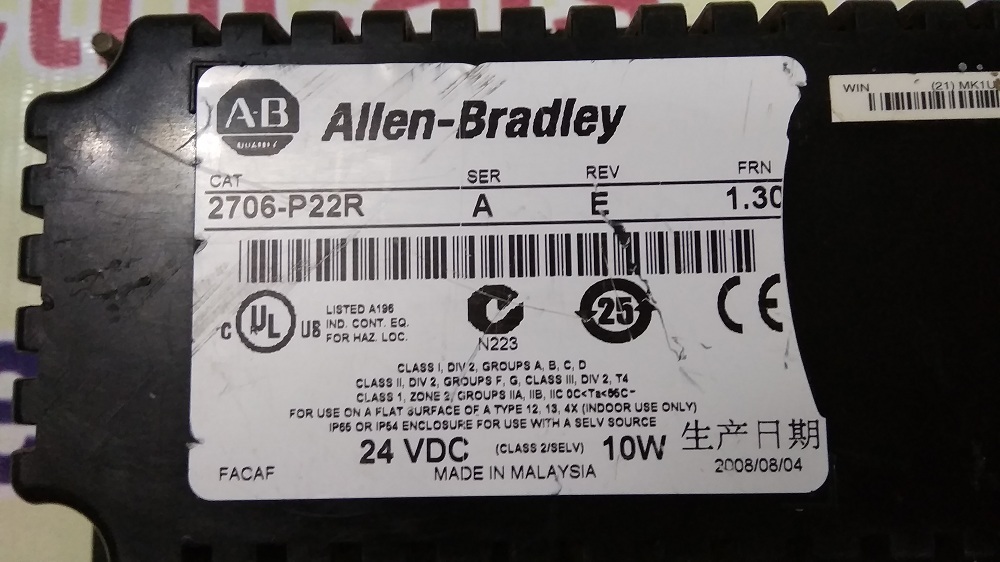 A·B
QUALITY
Allen-Bradley
WIN (21) MK1U
CAT SER REV FRN
2706-P22R A E 1.30
C UL US
LISTED A196
IND. CONT. EQ.
FOR HAZ. LOC.
N223
25
CE
CLASS I, DIV 2, GROUPS A, B, C, D
CLASS II, DIV 2, GROUPS F, G, CLASS III, DIV 2, T4
CLASS 1, ZONE 2, GROUPS IIA, IIB, IIC 0C<Ta<55C
FOR USE ON A FLAT SURFACE OF A TYPE 12, 13, 4X (INDOOR USE ONLY)
IP65 OR IP54 ENCLOSURE FOR USE WITH A SELV SOURCE
24 VDC (CLASS 2/SELV) 10W 生产日期
FACAF MADE IN MALAYSIA 2008/08/04